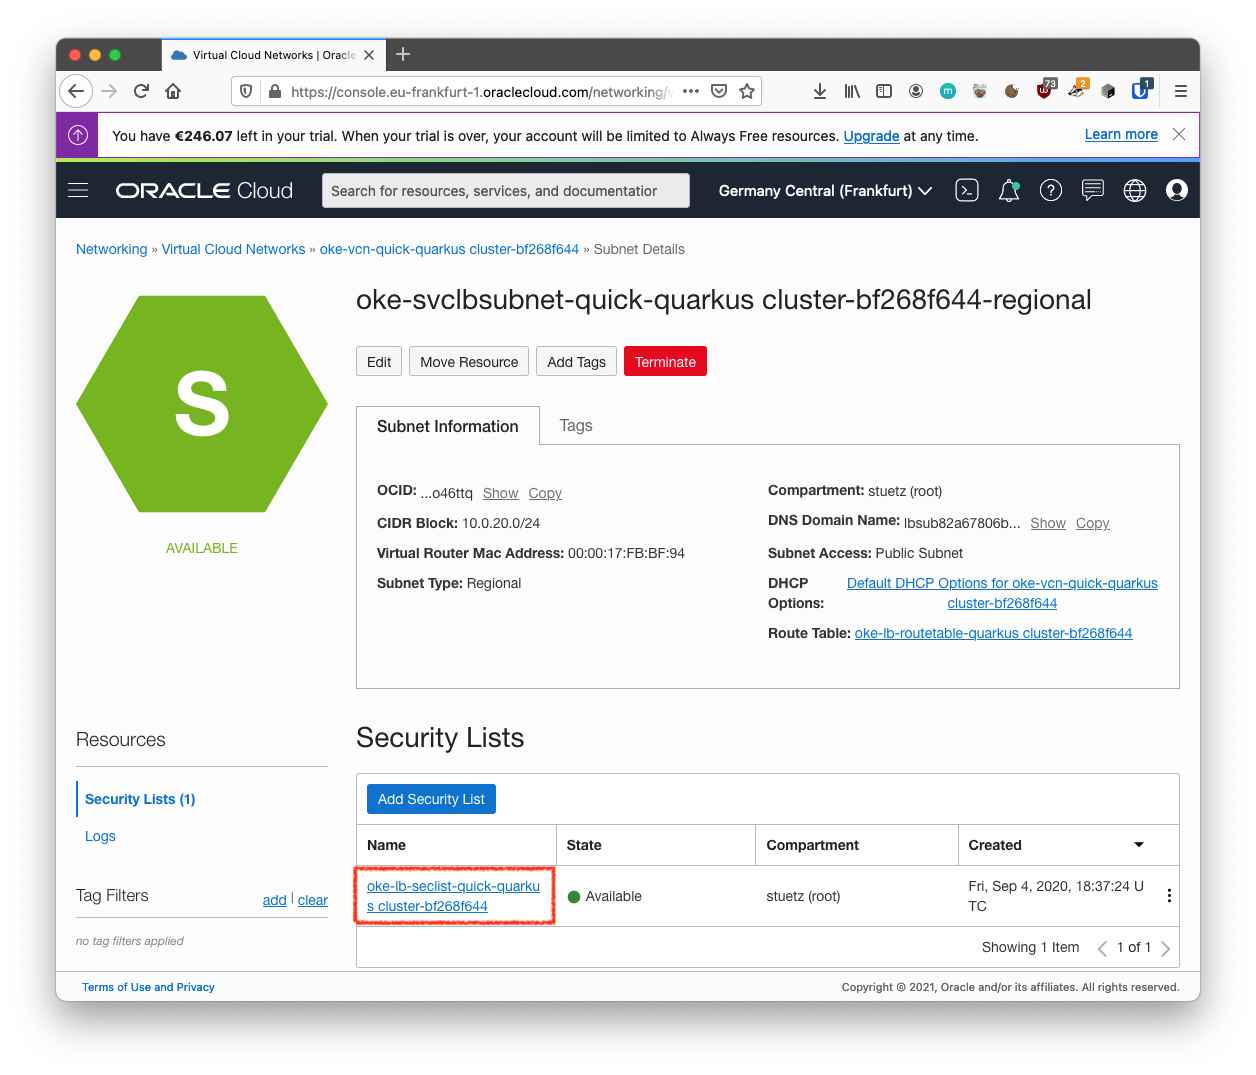 Virtual Cloud Networks | Oracle
https://console.eu-frankfurt-1.oraclecloud.com/networking/v
73
2
1
You have €246.07 left in your trial. When your trial is over, your account will be limited to Always Free resources. Upgrade at any time.
Learn more
ORACLE Cloud
Search for resources, services, and documentation
Germany Central (Frankfurt)
Networking » Virtual Cloud Networks » oke-vcn-quick-quarkus cluster-bf268f644 » Subnet Details
S
AVAILABLE
oke-svclbsubnet-quick-quarkus cluster-bf268f644-regional
Edit
Move Resource
Add Tags
Terminate
Subnet Information
Tags
OCID: ...o46ttq Show Copy
CIDR Block: 10.0.20.0/24
Virtual Router Mac Address: 00:00:17:FB:BF:94
Subnet Type: Regional
Compartment: stuetz (root)
DNS Domain Name: lbsub82a67806b... Show Copy
Subnet Access: Public Subnet
DHCP Options: Default DHCP Options for oke-vcn-quick-quarkus
cluster-bf268f644
Route Table: oke-lb-routetable-quarkus cluster-bf268f644
Resources
Security Lists (1)
Logs
Tag Filters
add | clear
no tag filters applied
Security Lists
Add Security List
Name
State
Compartment
Created
oke-lb-seclist-quick-quarku
s cluster-bf268f644
Available
stuetz (root)
Fri, Sep 4, 2020, 18:37:24 U
TC
Showing 1 Item
1 of 1
Terms of Use and Privacy
Copyright © 2021, Oracle and/or its affiliates. All rights reserved.